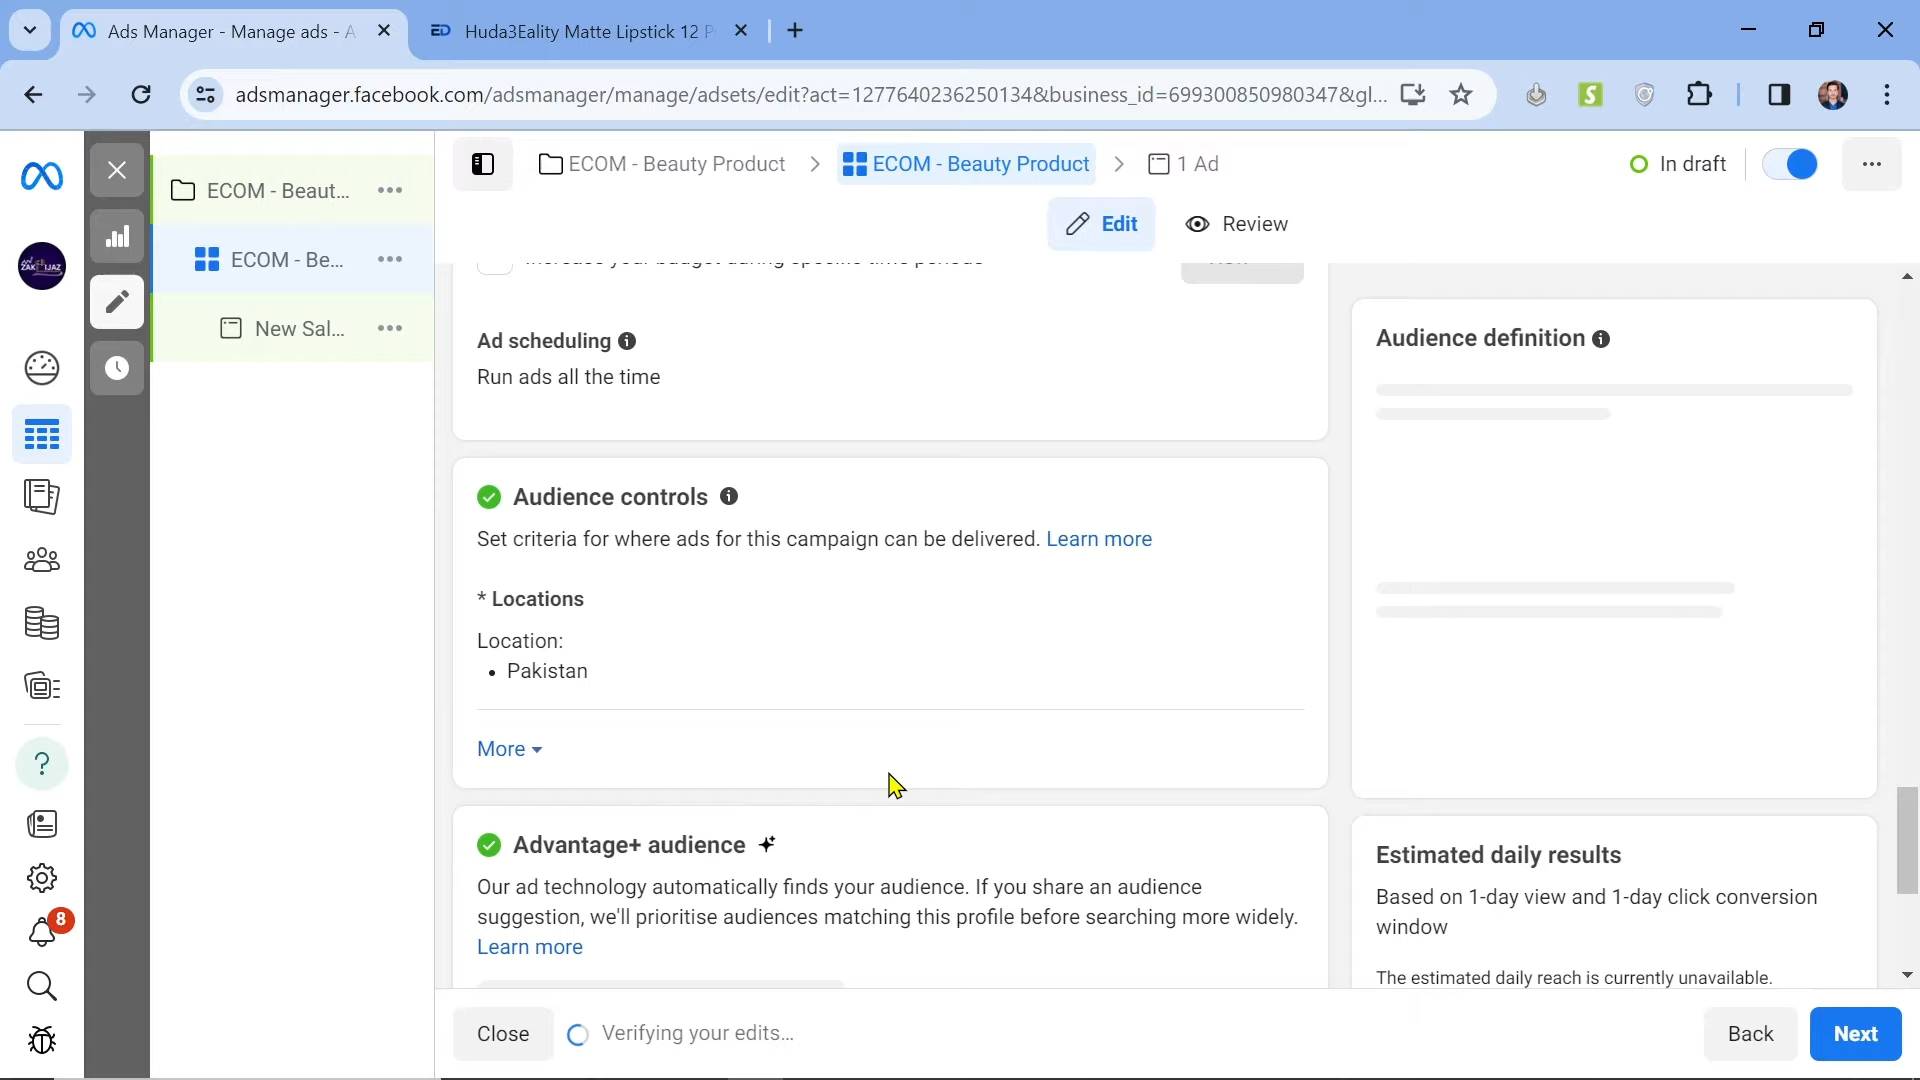 Ads Manager - Manage ads - A
Huda3Eality Matte Lipstick 12 P
adsmanager.facebook.com/adsmanager/manage/adsets/edit?act=1277640236250134&business_id=699300850980347&gl...
ECOM - Beaut...
ECOM - Be...
New Sal...
ECOM - Beauty Product
ECOM - Beauty Product
1 Ad
In draft
Edit
Review
Increase your budget during specific time periods
Ad scheduling
Run ads all the time
Audience controls
Set criteria for where ads for this campaign can be delivered. Learn more
* Locations
Location:
• Pakistan
More
Advantage+ audience
Our ad technology automatically finds your audience. If you share an audience
suggestion, we'll prioritise audiences matching this profile before searching more widely.
Learn more
Audience definition
Estimated daily results
Based on 1-day view and 1-day click conversion
window
The estimated daily reach is currently unavailable.
8
Close
Verifying your edits...
Back
Next